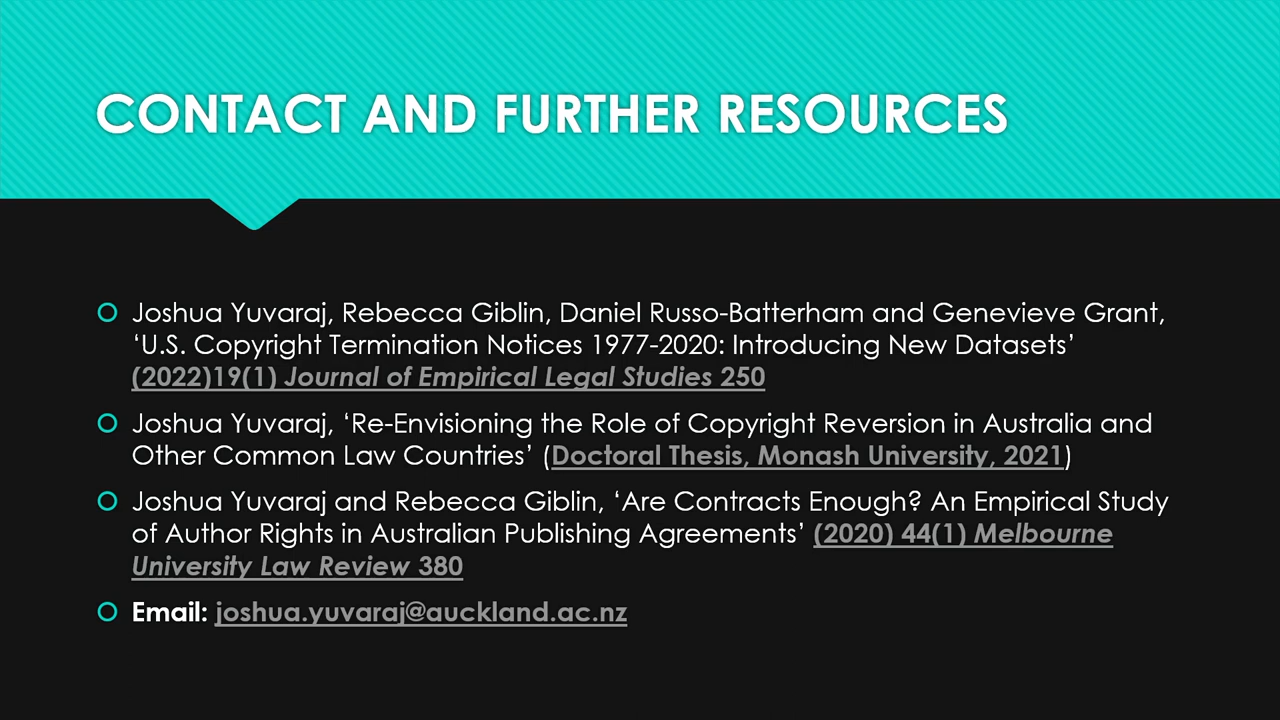 CONTACT AND FURTHER RESOURCES
Joshua Yuvaraj, Rebecca Giblin, Daniel Russo-Batterham and Genevieve Grant,
‘U.S. Copyright Termination Notices 1977-2020: Introducing New Datasets’
(2022)19(1) Journal of Empirical Legal Studies 250
Joshua Yuvaraj, ‘Re-Envisioning the Role of Copyright Reversion in Australia and
Other Common Law Countries’ (Doctoral Thesis, Monash University, 2021)
Joshua Yuvaraj and Rebecca Giblin, ‘Are Contracts Enough? An Empirical Study
of Author Rights in Australian Publishing Agreements’ (2020) 44(1) Melbourne
University Law Review 380
Email: joshua.yuvaraj@auckland.ac.nz